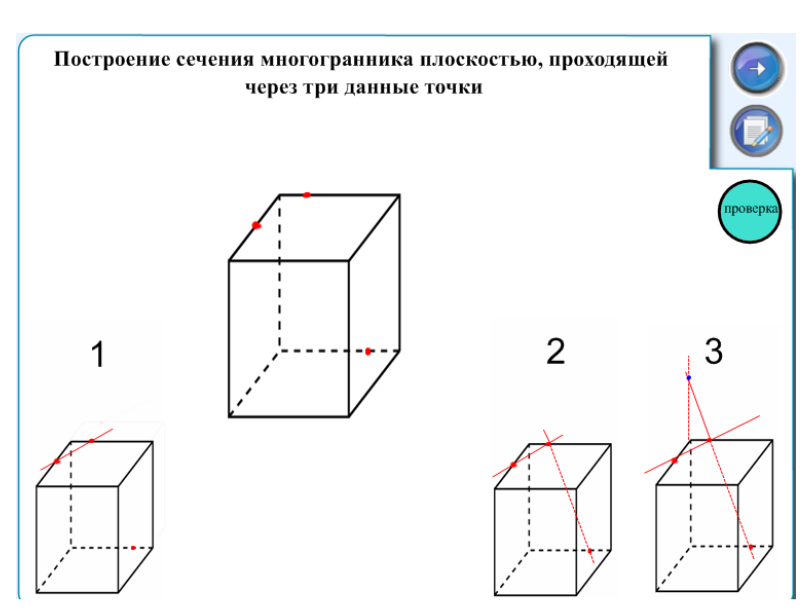 Построение сечения многогранника плоскостью, проходящей
через три данные точки
проверка
1
2
3